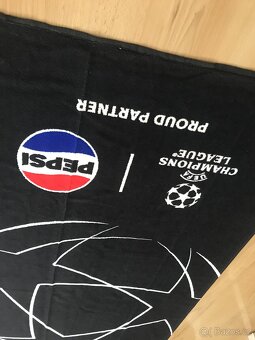 PROUD PARTNER
PEPSI
UEFA
CHAMPIONS
LEAGUE®